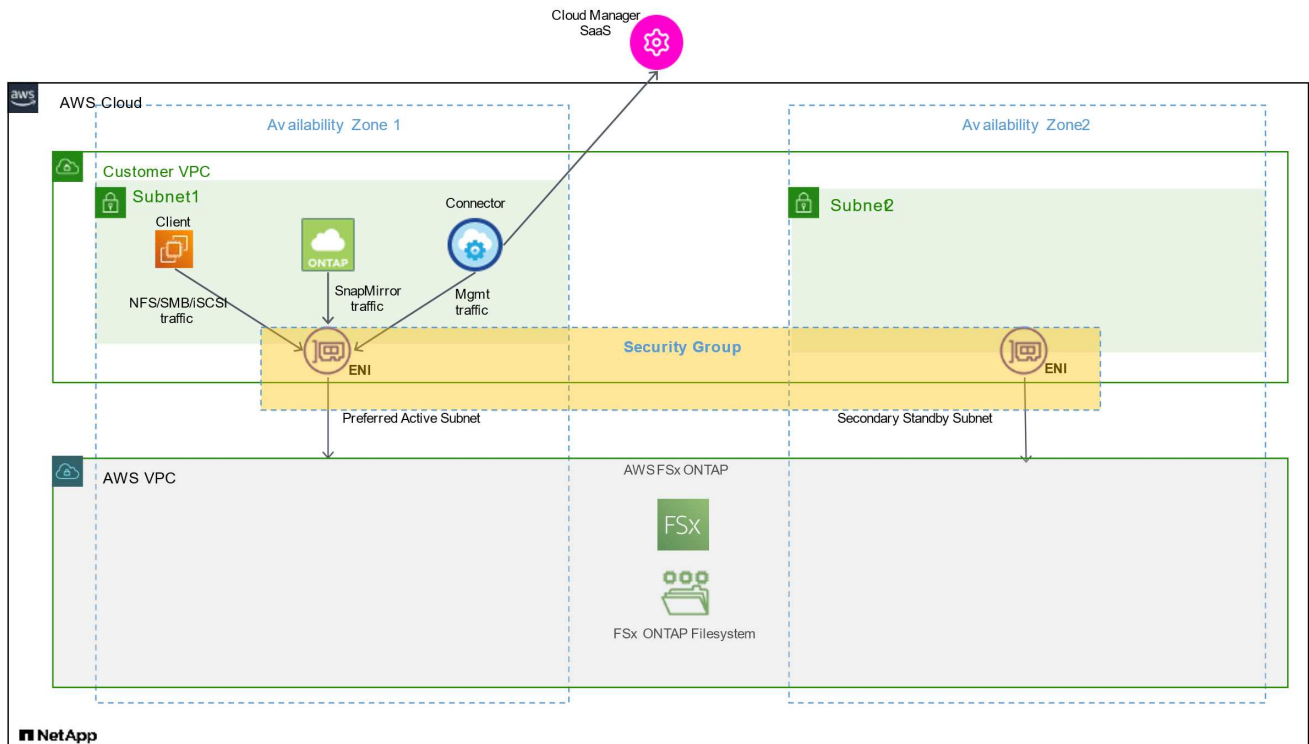 Cloud Manager
SaaS
aws
AWS Cloud
Availability Zone 1
Availability Zone2
Customer VPC
Subnet1
Subnet2
Client
ONTAP
Connector
NFS/SMB/iSCSI
traffic
SnapMirror
traffic
Mgmt
traffic
Security Group
ENI
ENI
Preferred Active Subnet
Secondary Standby Subnet
AWS VPC
AWS FSx ONTAP
FSx
FSx ONTAP Filesystem
NetApp